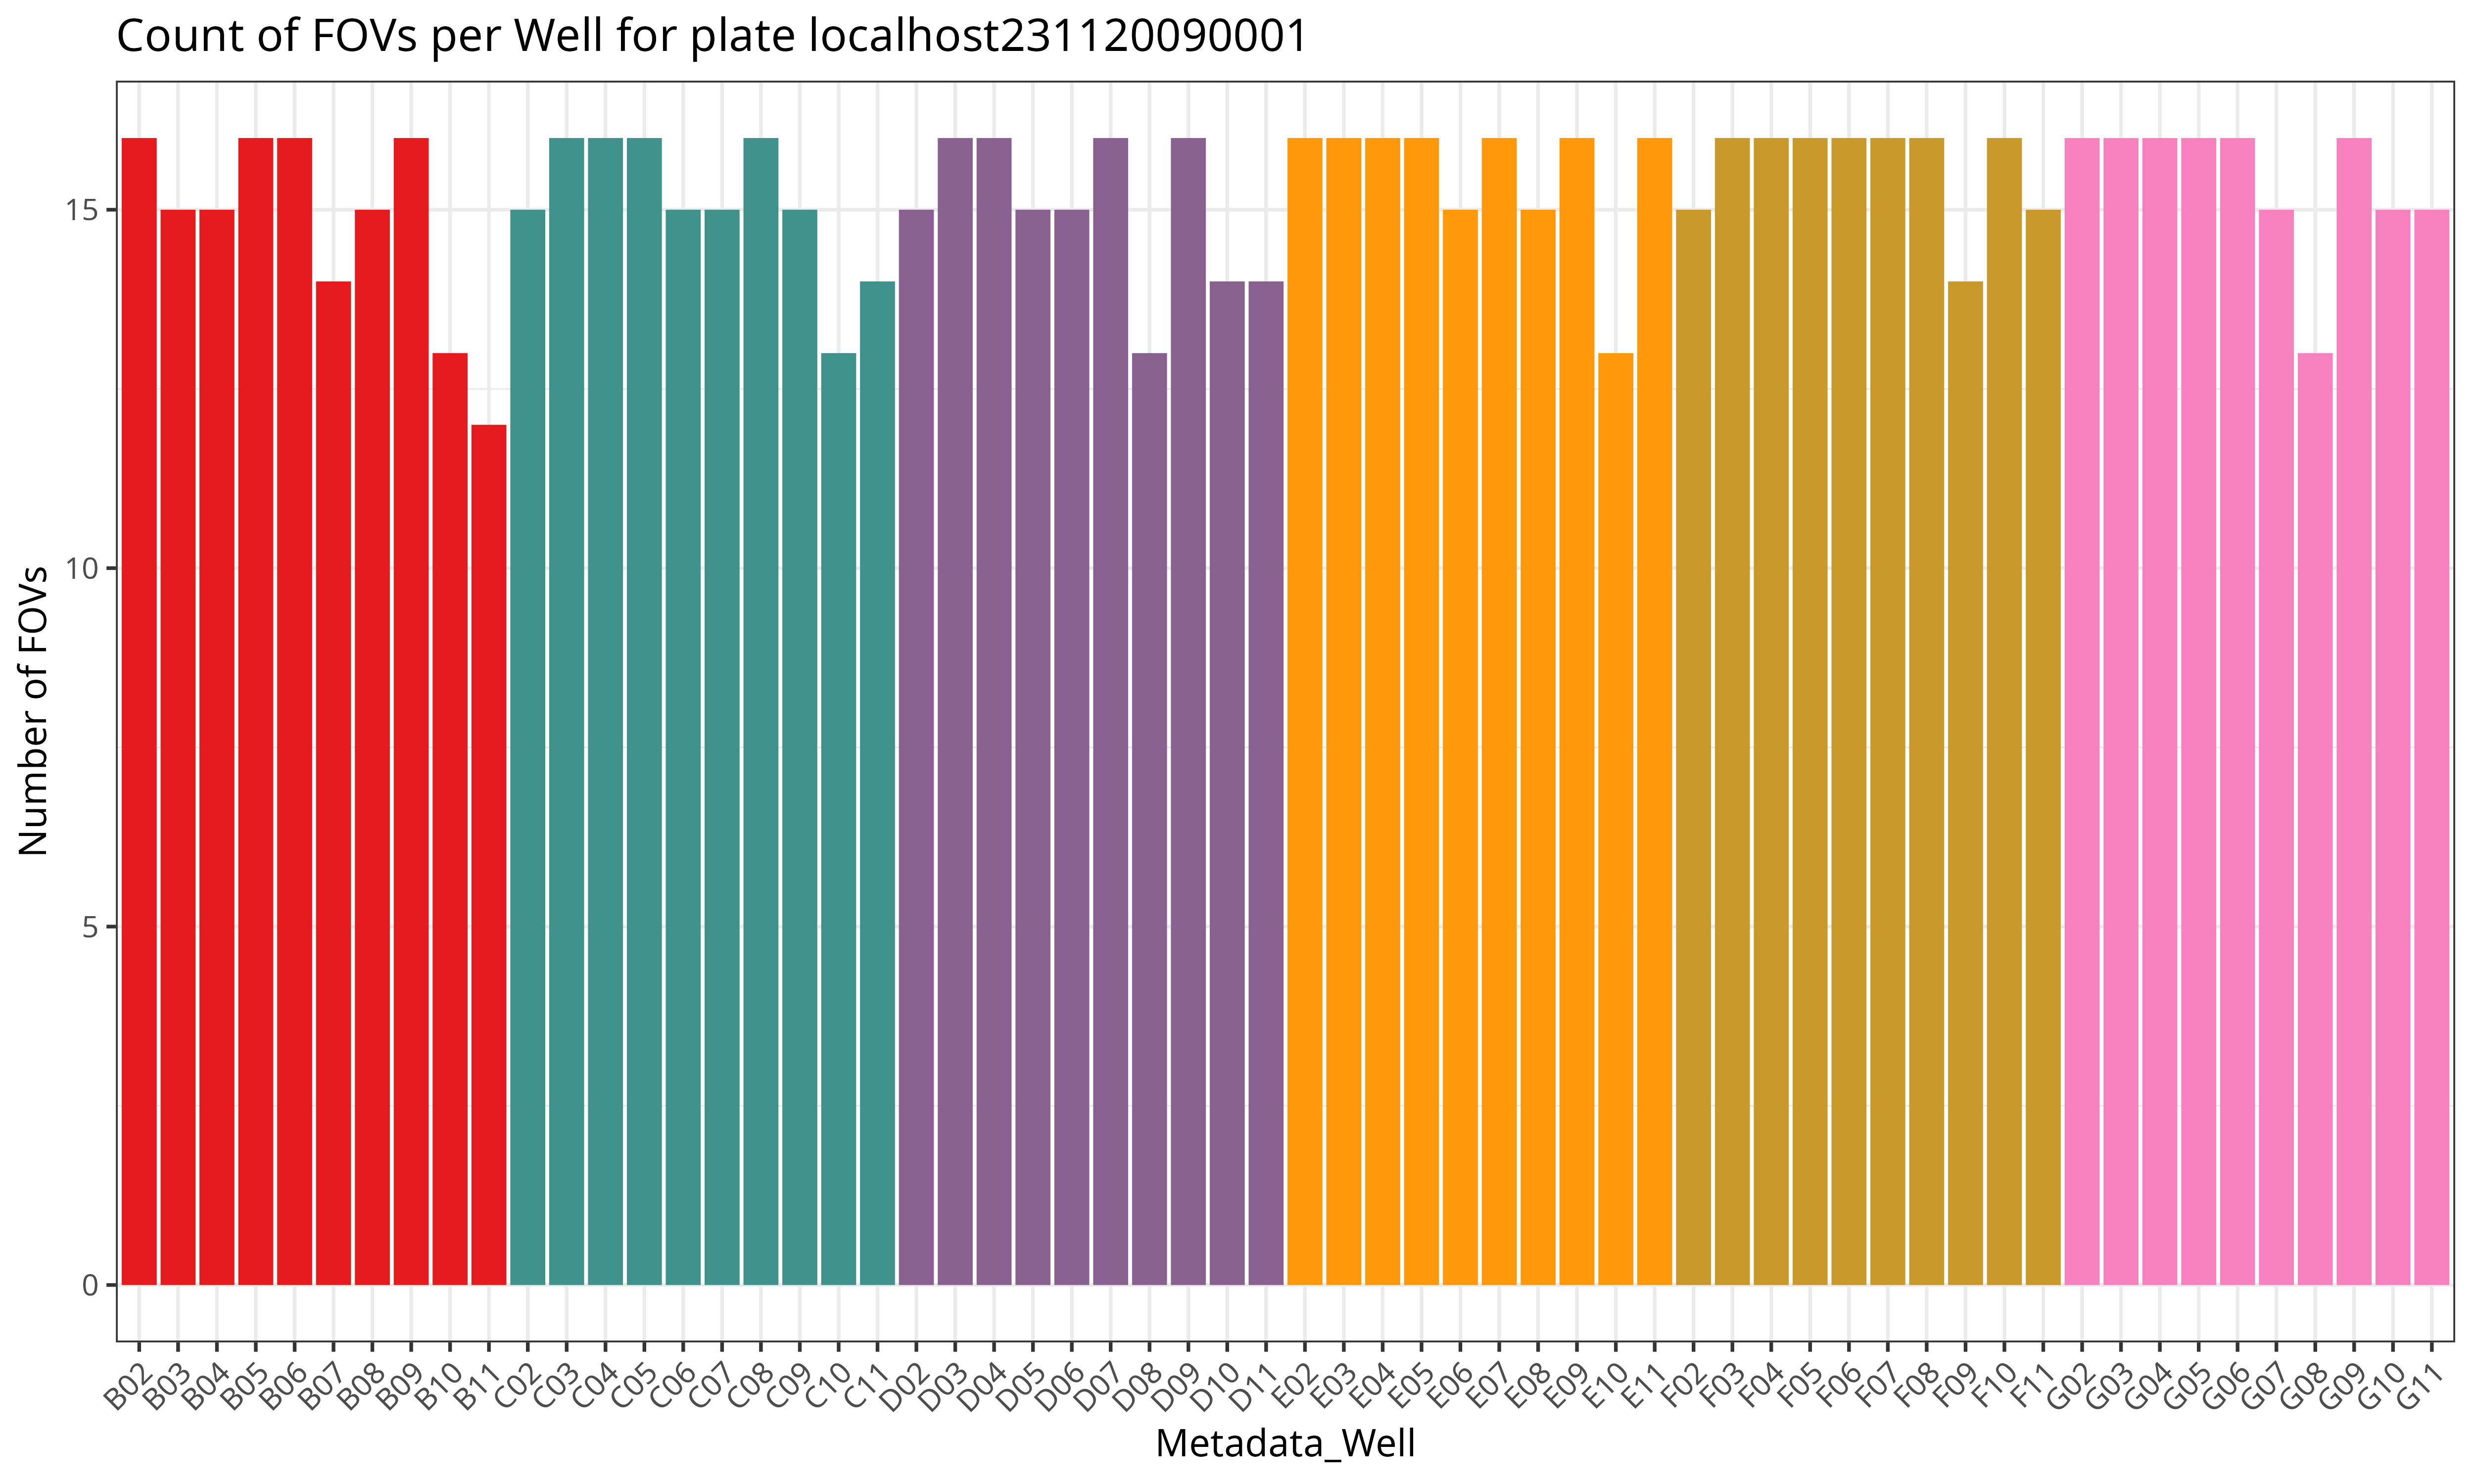 Count of FOVs per Well for plate localhost231120090001
Number of FOVs
15
10
5
0
B02 B03 B04 B05 B06 B07 B08 B09 B10 B11 C02 C03 C04 C05 C06 C07 C08 C09 C10 C11 D02 D03 D04 D05 D06 D07 D08 D09 D10 D11 E02 E03 E04 E05 E06 E07 E08 E09 E10 E11 F02 F03 F04 F05 F06 F07 F08 F09 F10 F11 G02 G03 G04 G05 G06 G07 G08 G09 G10 G11
Metadata_Well